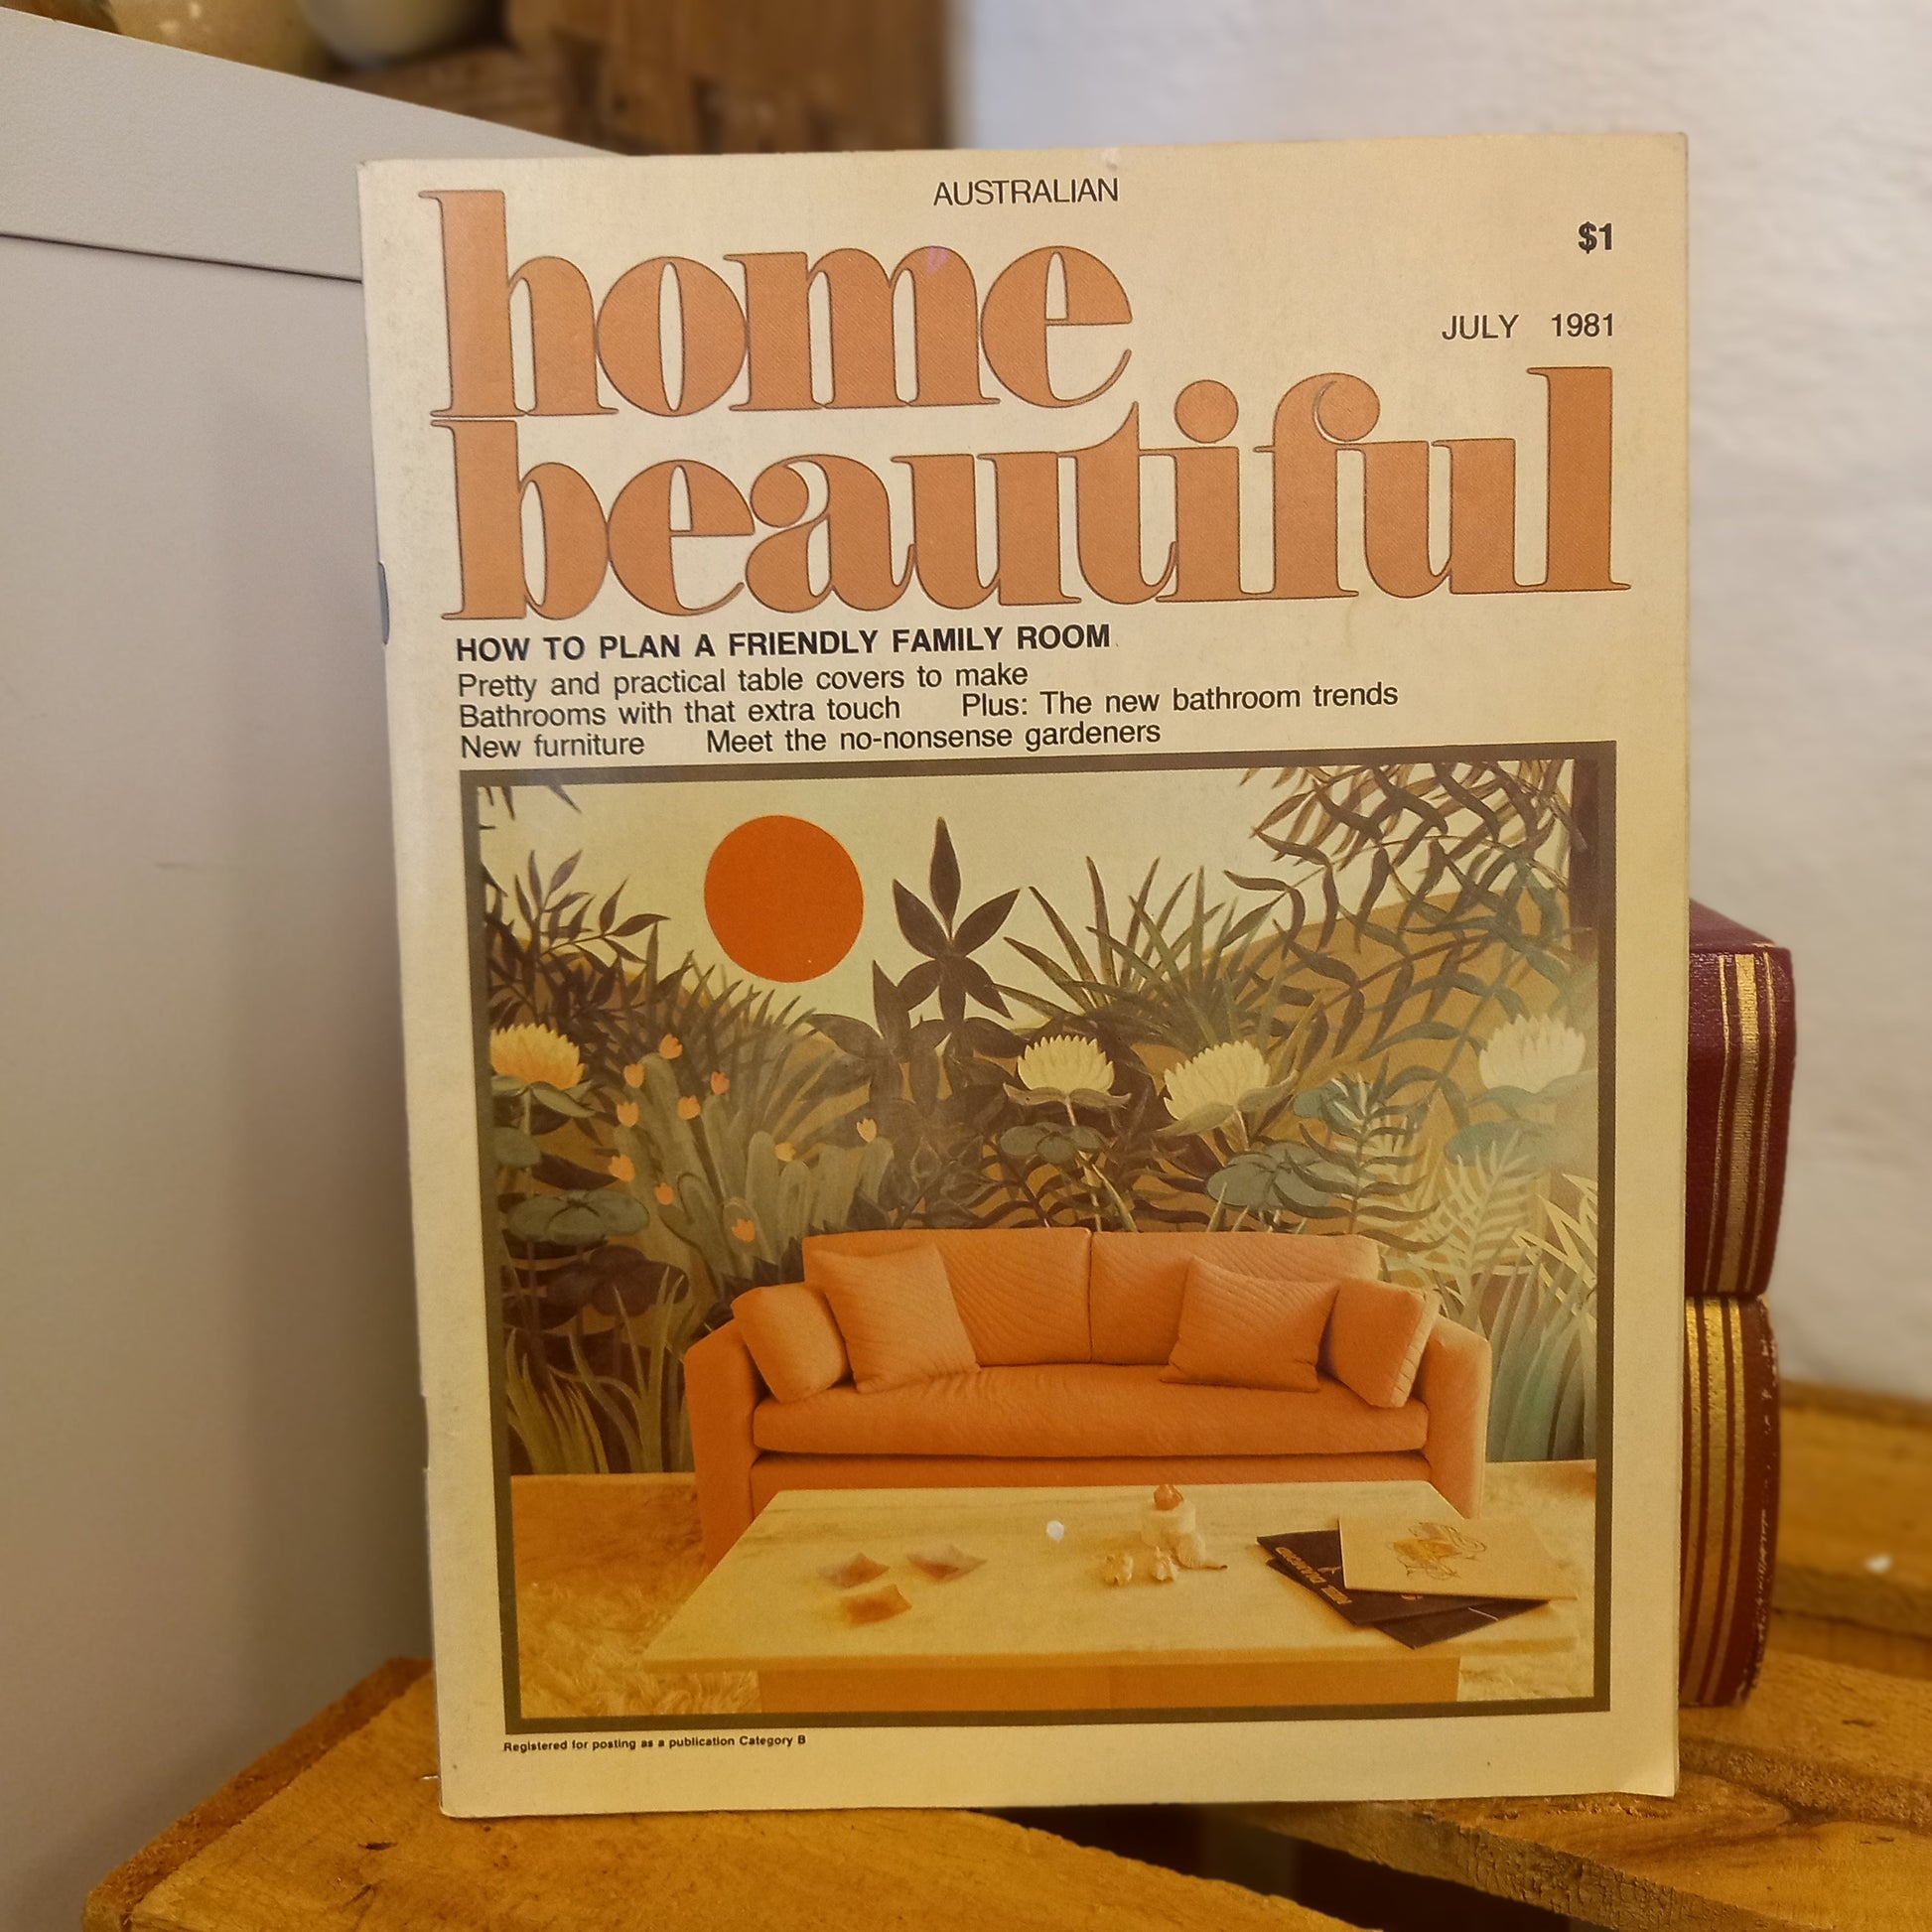 AUSTRALIAN
$1
JULY 1981
home
beautiful
HOW TO PLAN A FRIENDLY FAMILY ROOM
Pretty and practical table covers to make
Bathrooms with that extra touch Plus: The new bathroom trends
New furniture Meet the no-nonsense gardeners
Registered for posting as a publication Category B